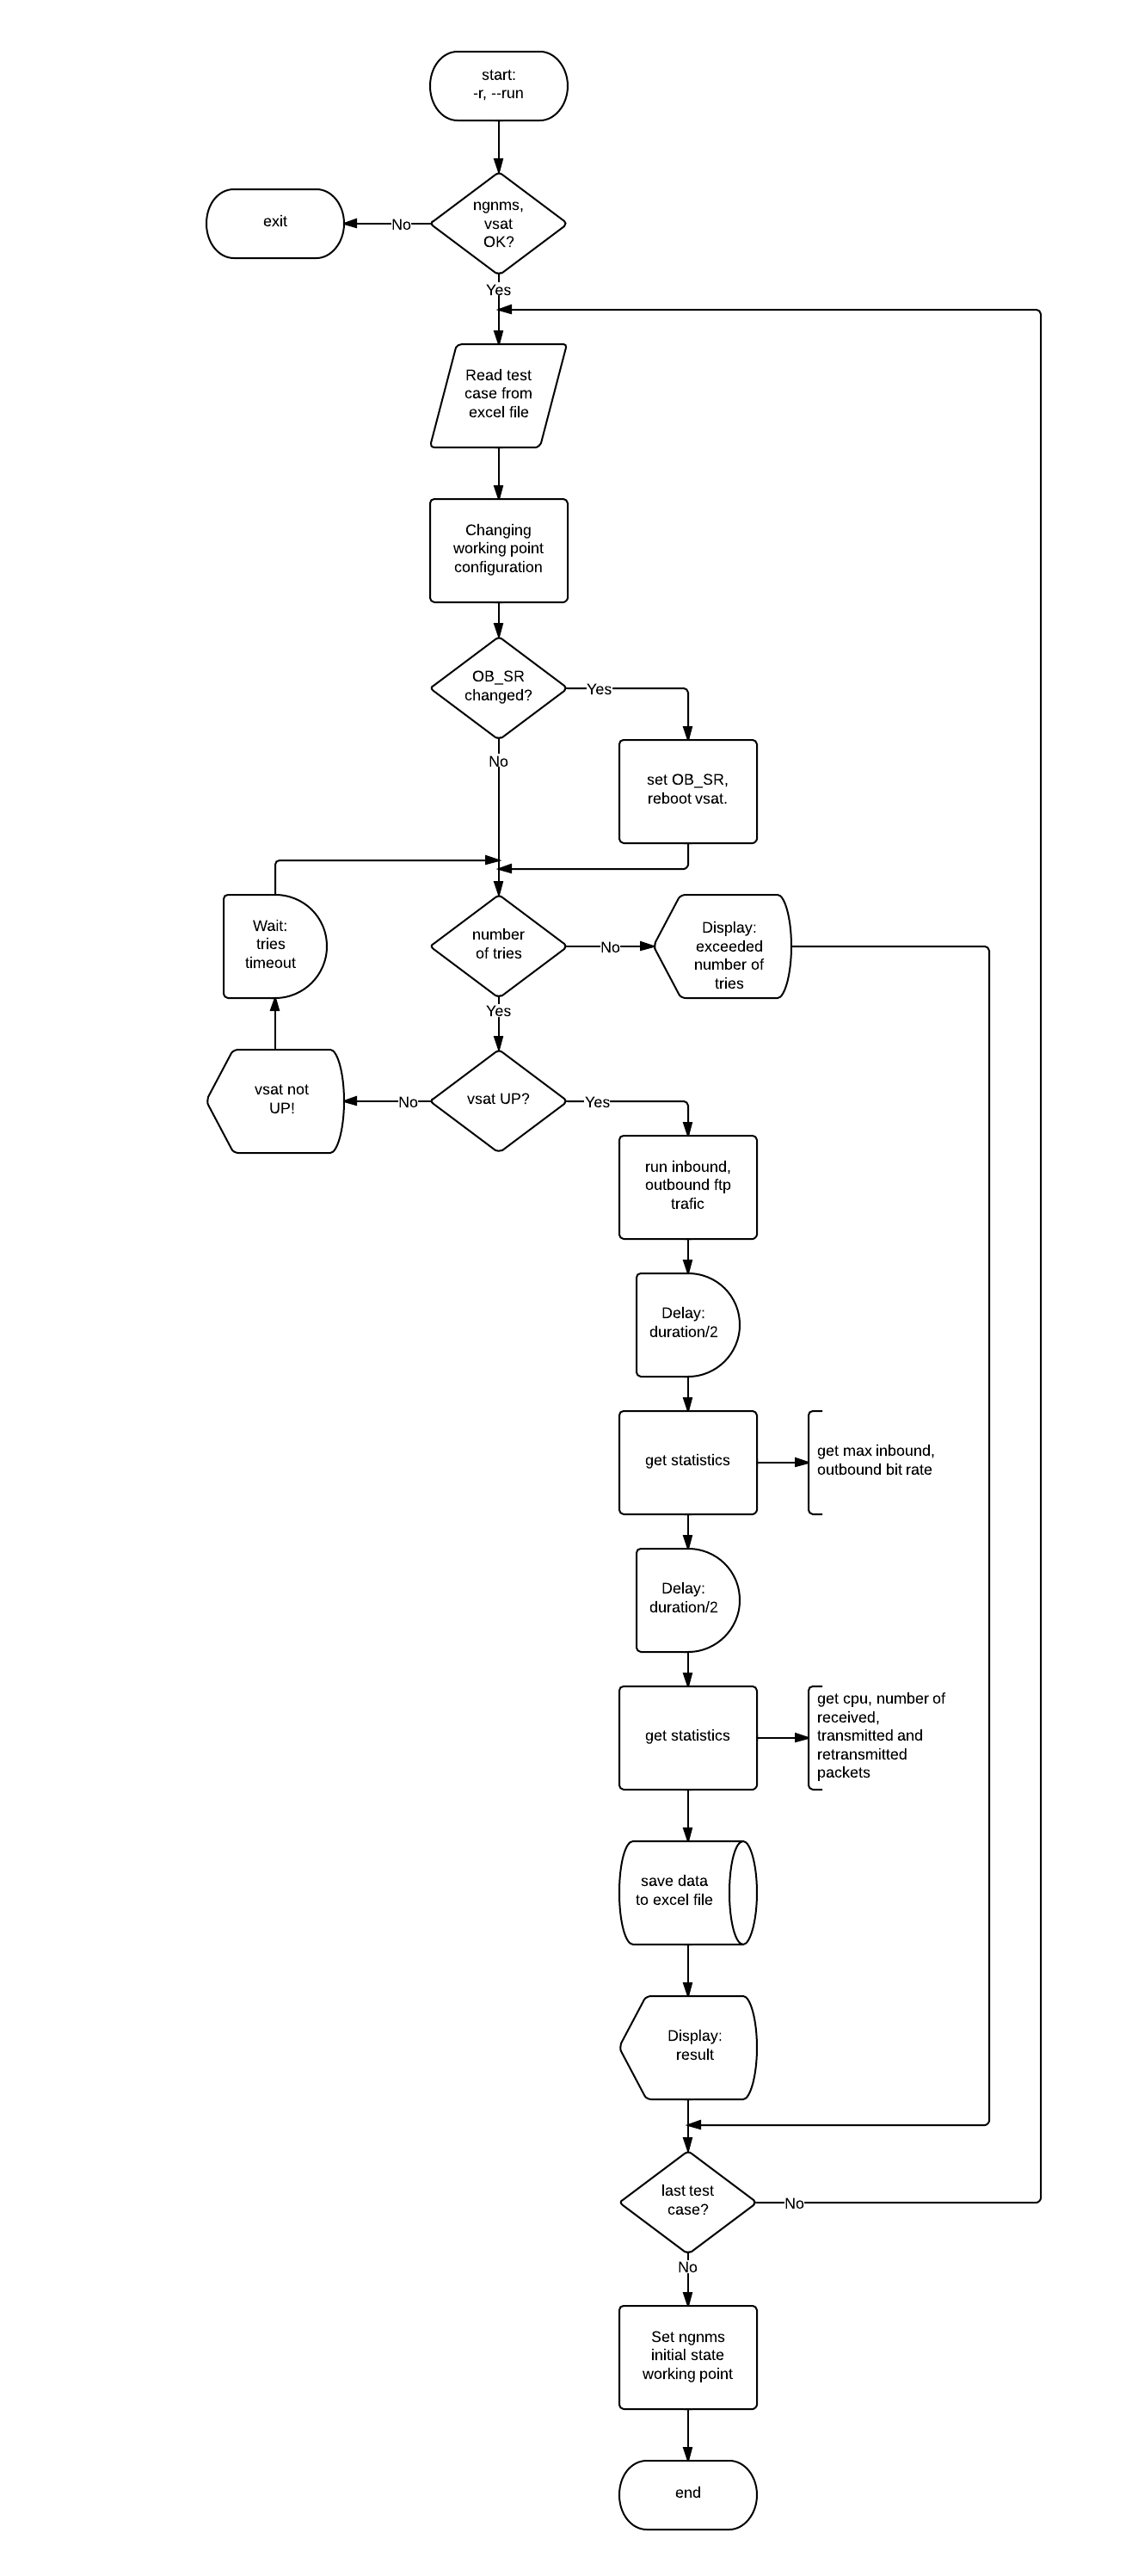 start:
-r, --run
ngnms,
vsat
OK?
exit
No
Yes
Read test
case from
excel file
Changing
working point
configuration
OB_SR
changed?
Yes
No
set OB_SR,
reboot vsat.
Wait:
tries
timeout
number
of tries
No
Display:
exceeded
number of
tries
Yes
vsat not
UP!
No
vsat UP?
Yes
run inbound,
outbound ftp
trafic
Delay:
duration/2
get statistics
get max inbound,
outbound bit rate
Delay:
duration/2
get statistics
get cpu, number of
received,
transmitted and
retransmitted
packets
save data
to excel file
Display:
result
last test
case?
No
No
Set ngnms
initial state
working point
end